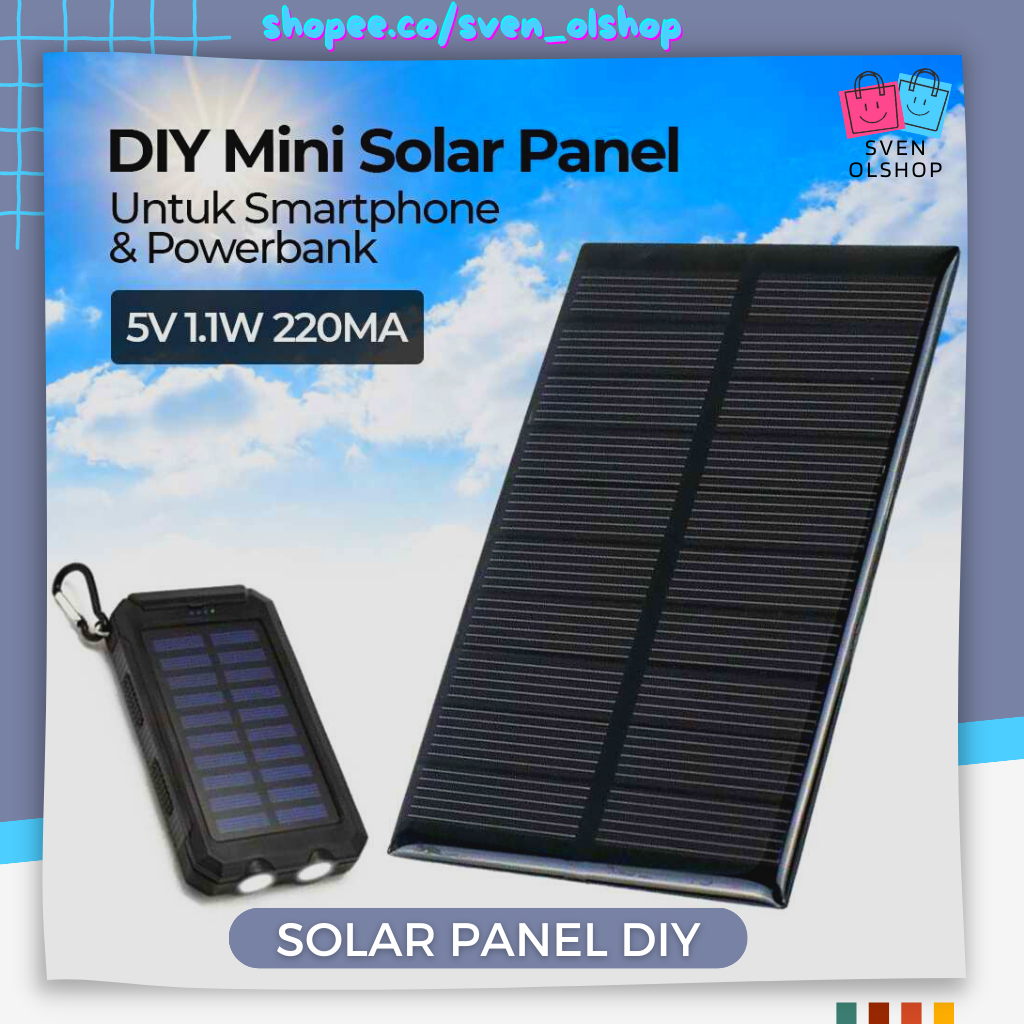 shopee.co/sven_olshop
DIY Mini Solar Panel
Untuk Smartphone
& Powerbank
5V 1.1W 220MA
SVEN
OLSHOP
SOLAR PANEL DIY